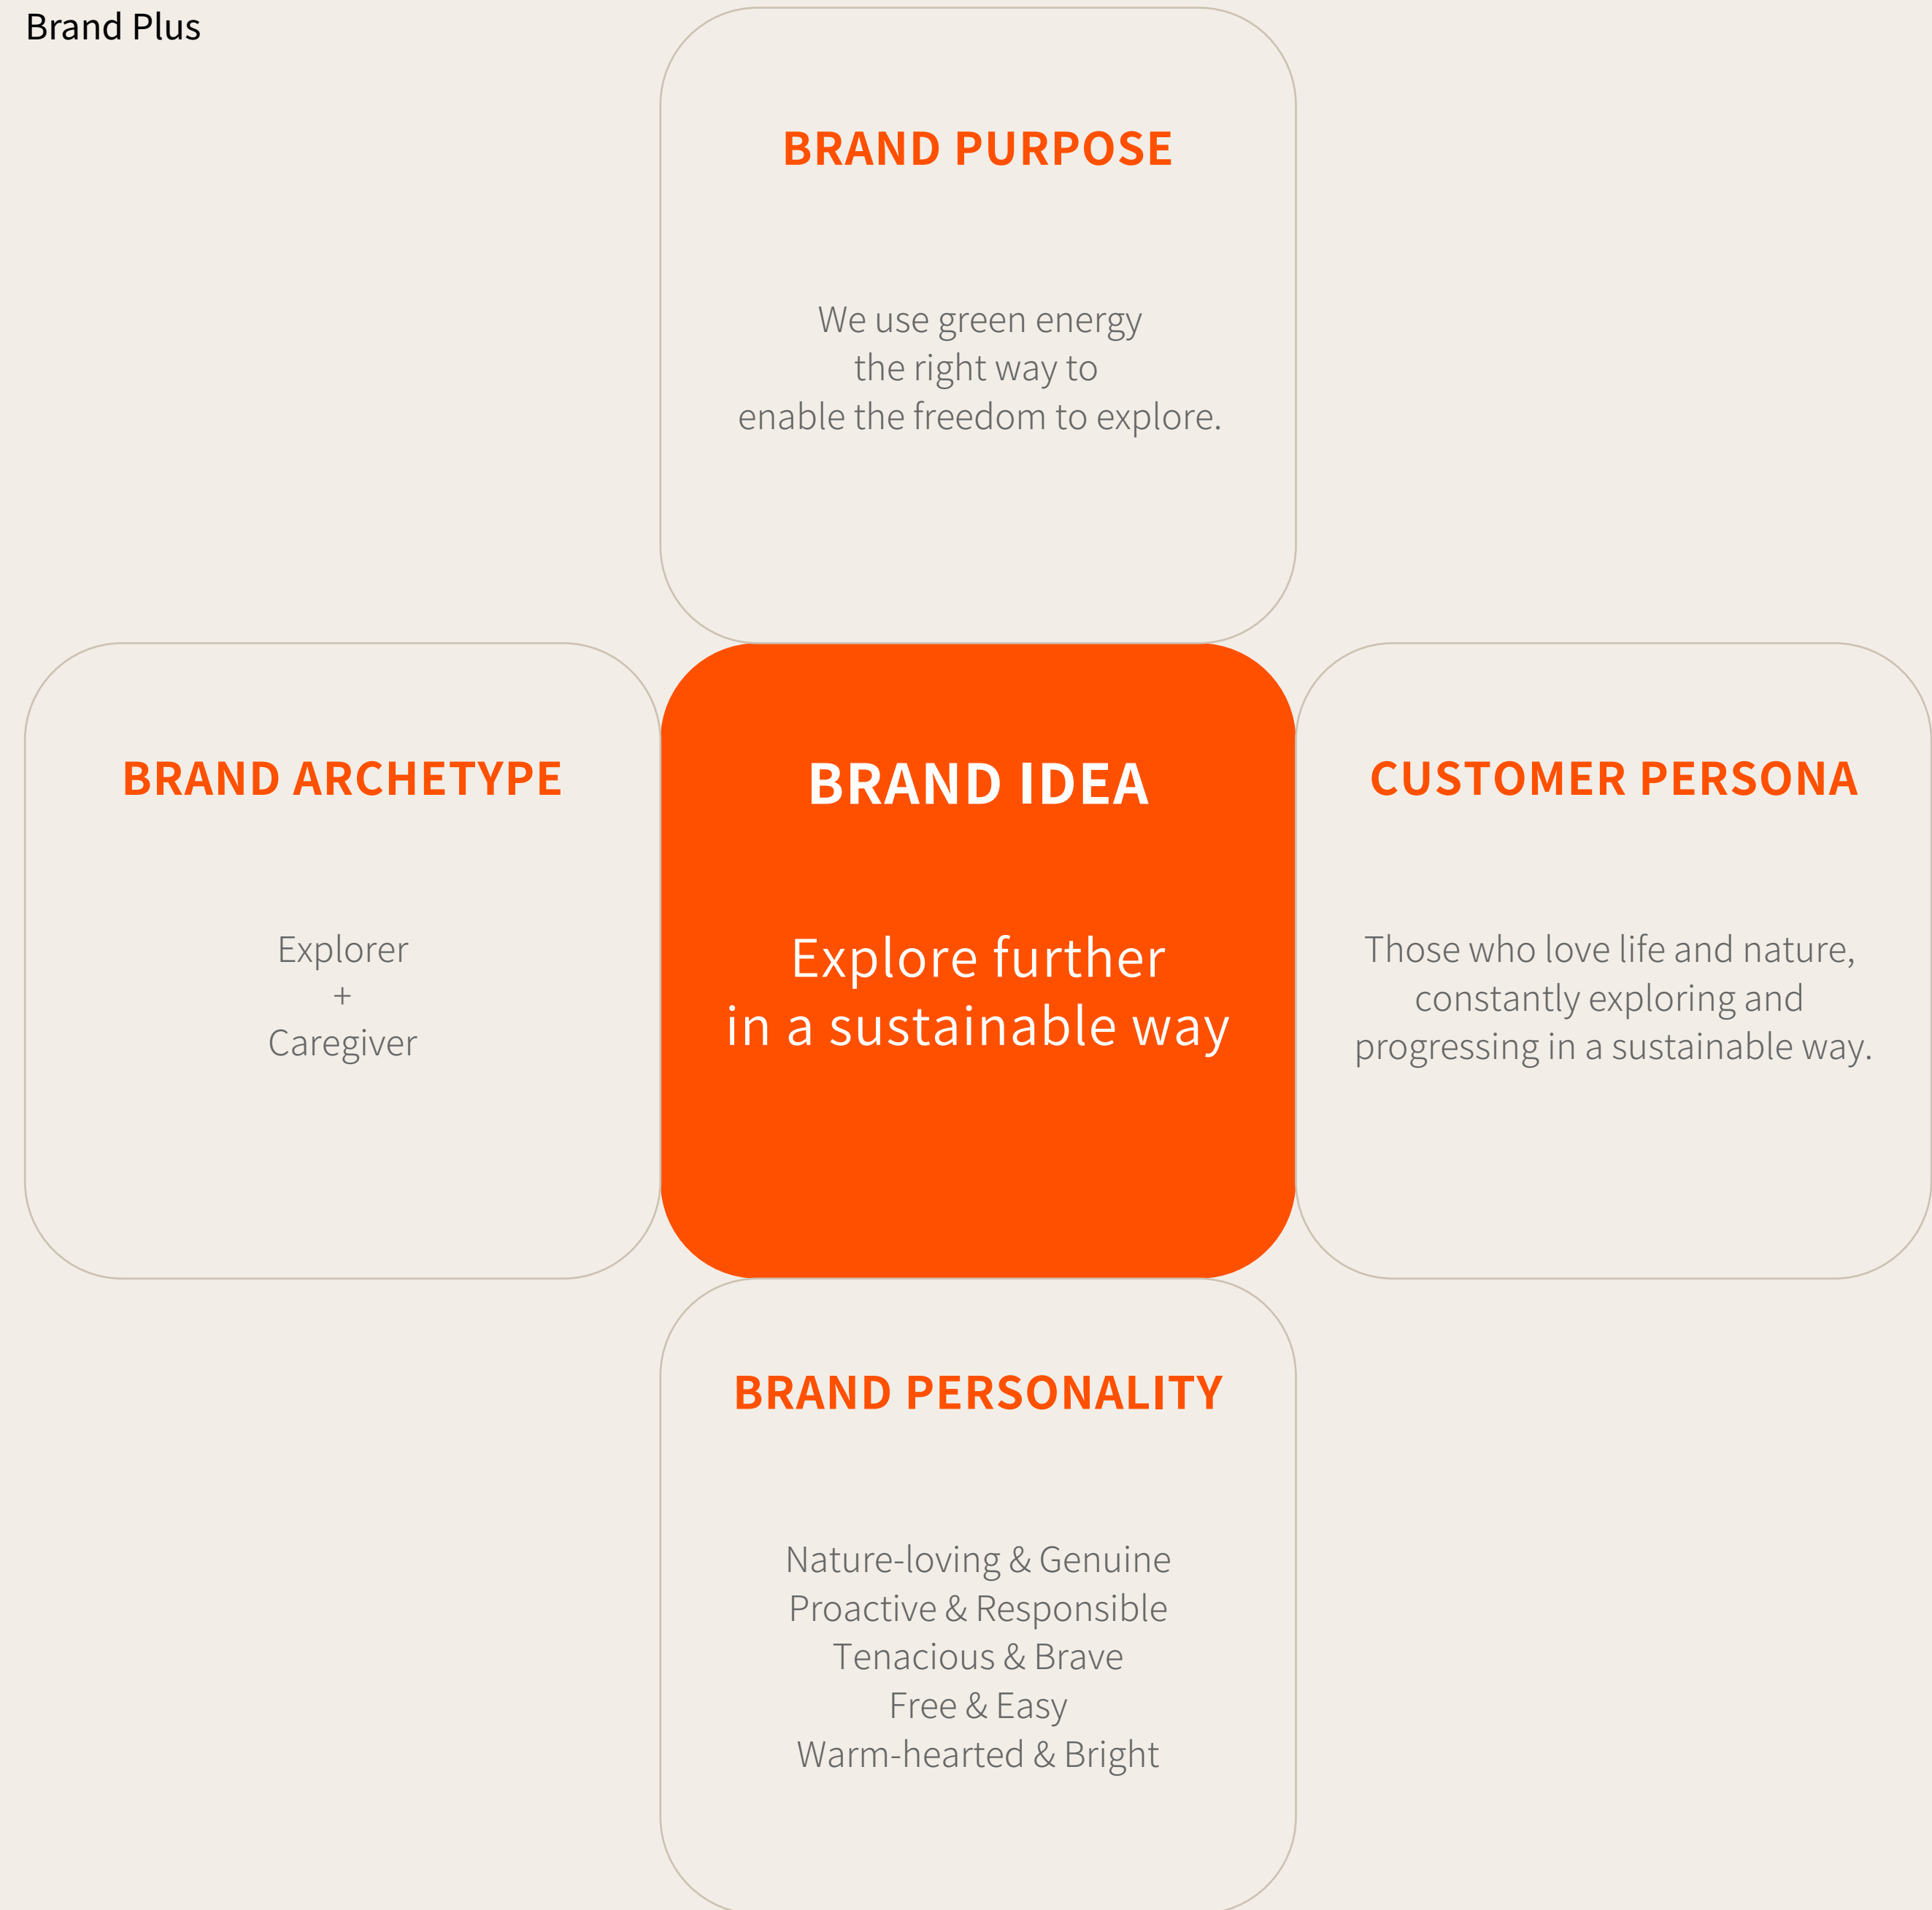 Brand Plus
BRAND PURPOSE
We use green energy
the right way to
enable the freedom to explore.
BRAND ARCHETYPE
Explorer
+
Caregiver
BRAND IDEA
Explore further
in a sustainable way
CUSTOMER PERSONA
Those who love life and nature,
constantly exploring and
progressing in a sustainable way.
BRAND PERSONALITY
Nature-loving & Genuine
Proactive & Responsible
Tenacious & Brave
Free & Easy
Warm-hearted & Bright